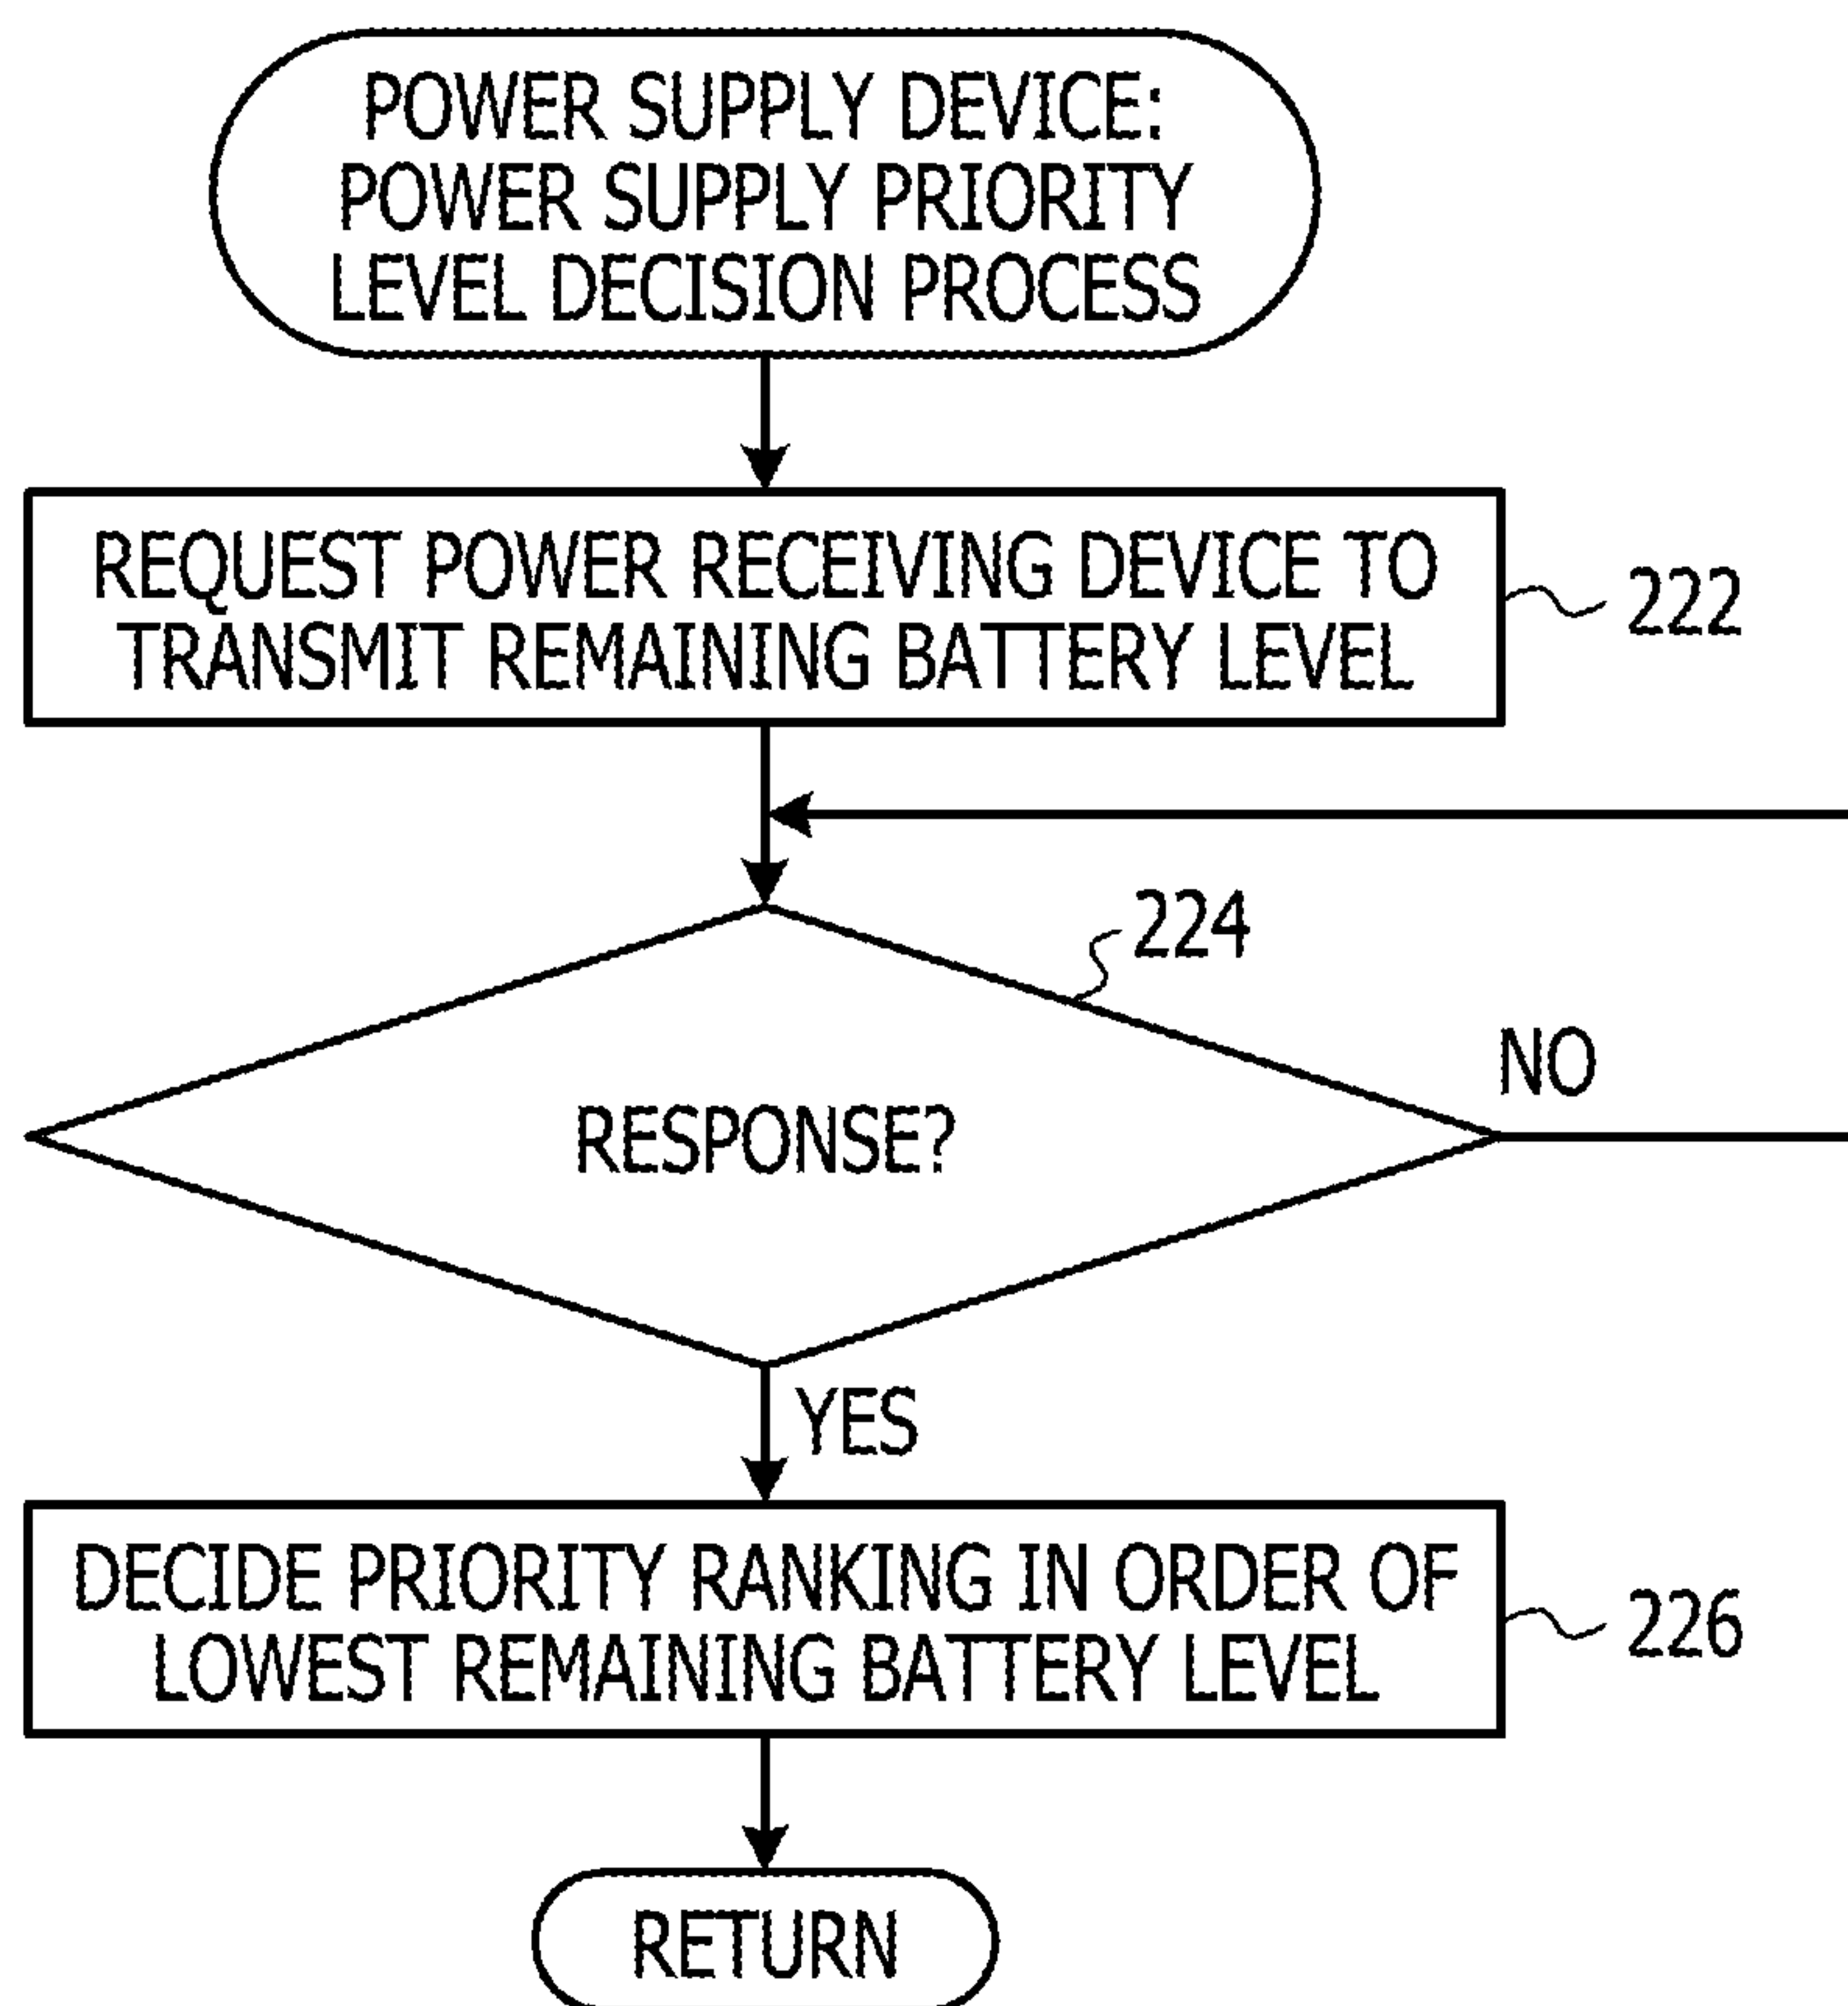 POWER SUPPLY DEVICE:
POWER SUPPLY PRIORITY
LEVEL DECISION PROCESS
REQUEST POWER RECEIVING DEVICE TO
TRANSMIT REMAINING BATTERY LEVEL
222
224
NO
RESPONSE?
YES
DECIDE PRIORITY RANKING IN ORDER OF
LOWEST REMAINING BATTERY LEVEL
226
RETURN